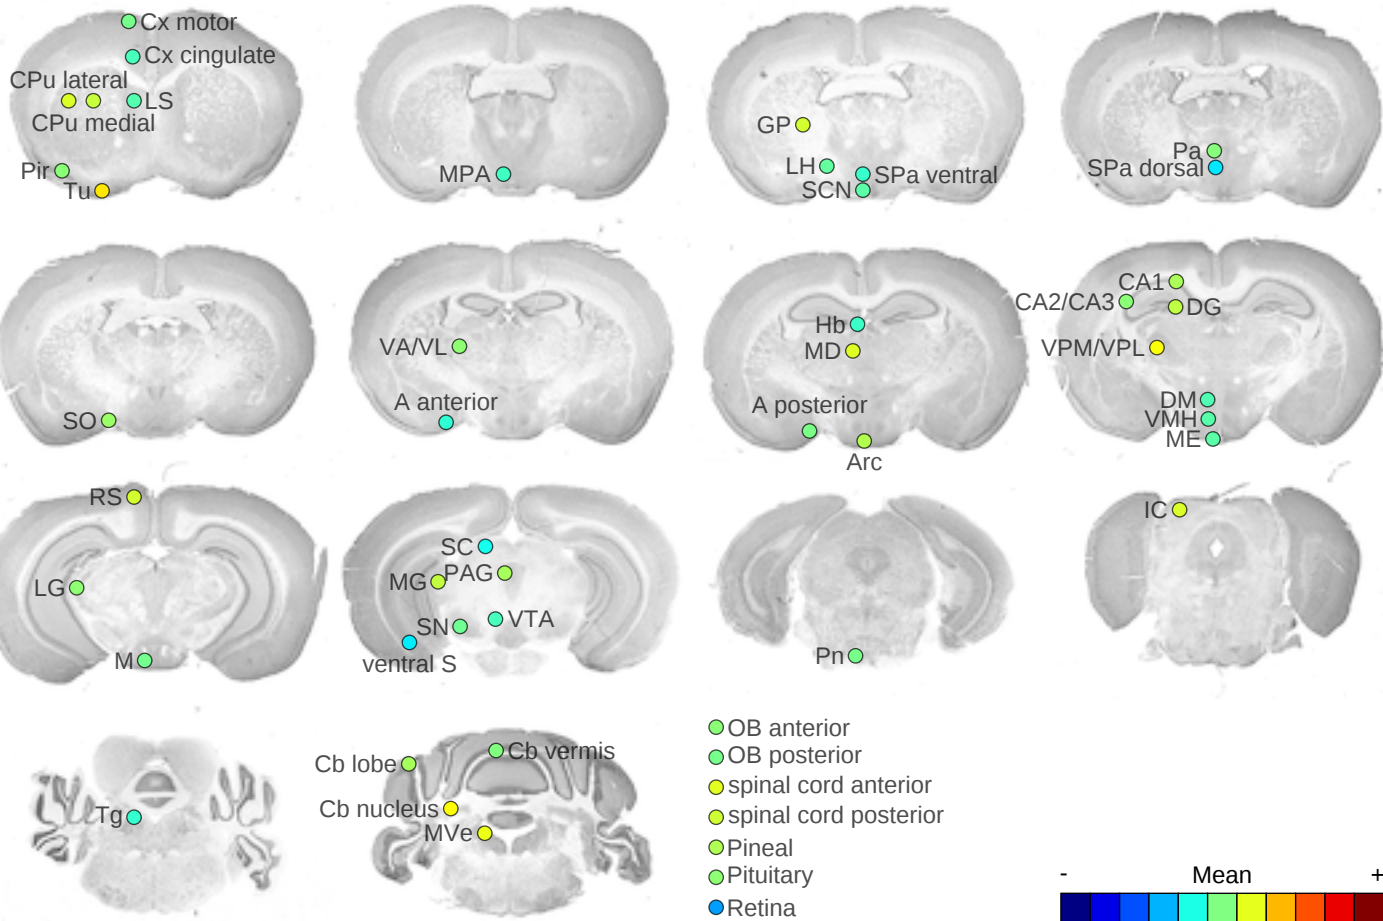 Cx motor
Cx cingulate
CPu lateral
LS
CPu medial
Pir
Tu
MPA
GP
LH
SPa ventral
SCN
Pa
SPa dorsal
SO
VA/VL
A anterior
Hb
MD
A posterior
Arc
CA1
CA2/CA3
DG
VPM/VPL
DM
VMH
ME
RS
LG
M
SC
MG
PAG
SN
VTA
ventral S
Pn
IC
Tg
Cb lobe
Cb vermis
Cb nucleus
MVe
OB anterior
OB posterior
spinal cord anterior
spinal cord posterior
Pineal
Pituitary
Retina
- Mean +